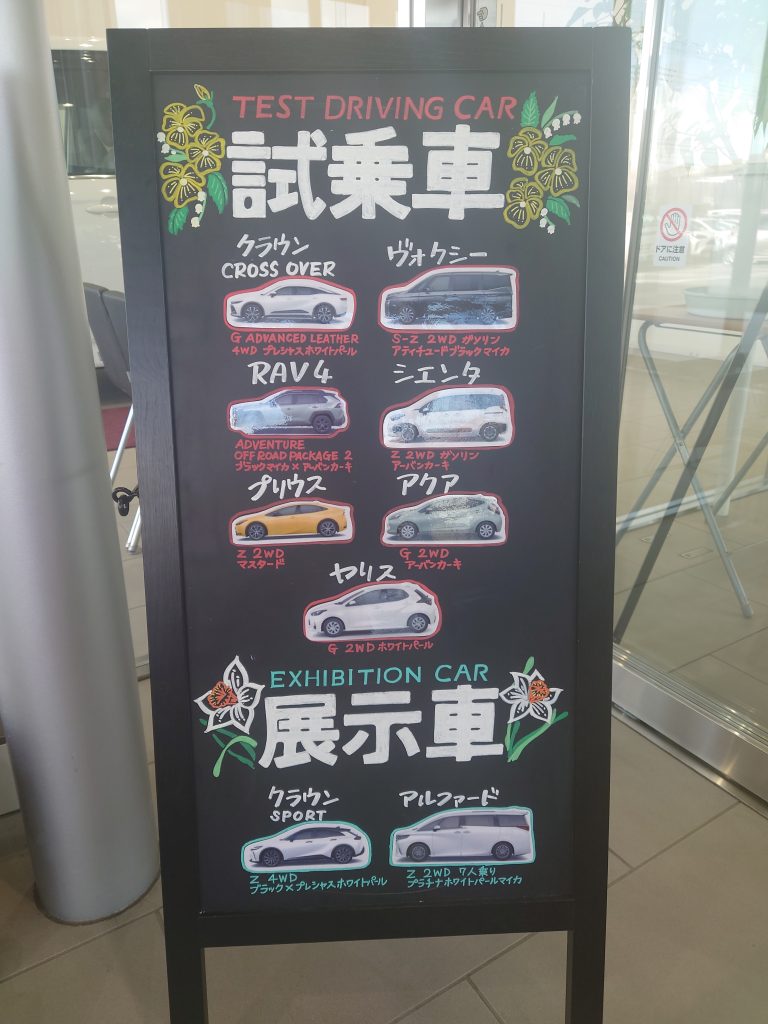 TEST DRIVING CAR
試乗車
クラウン
CROSS OVER
G ADVANCED LEATHER
4WD プレシャスホワイトパール
ヴォクシー
S-Z 2WD ガソリン
アティチュードブラックマイカ
RAV4
ADVENTURE
OFF ROAD PACKAGE 2
ブラックマイカ×アーバンカーキ
シエンタ
Z 2WD ガソリン
アーバンカーキ
プリウス
Z 2WD
マスタード
アクア
G 2WD
アーバンカーキ
ヤリス
G 2WD ホワイトパール
EXHIBITION CAR
展示車
クラウン
SPORT
Z 4WD
ブラック×プレシャスホワイトパール
アルファード
Z 2WD 7人乗り
プラチナホワイトパールマイカ
ドアに注意
CAUTION